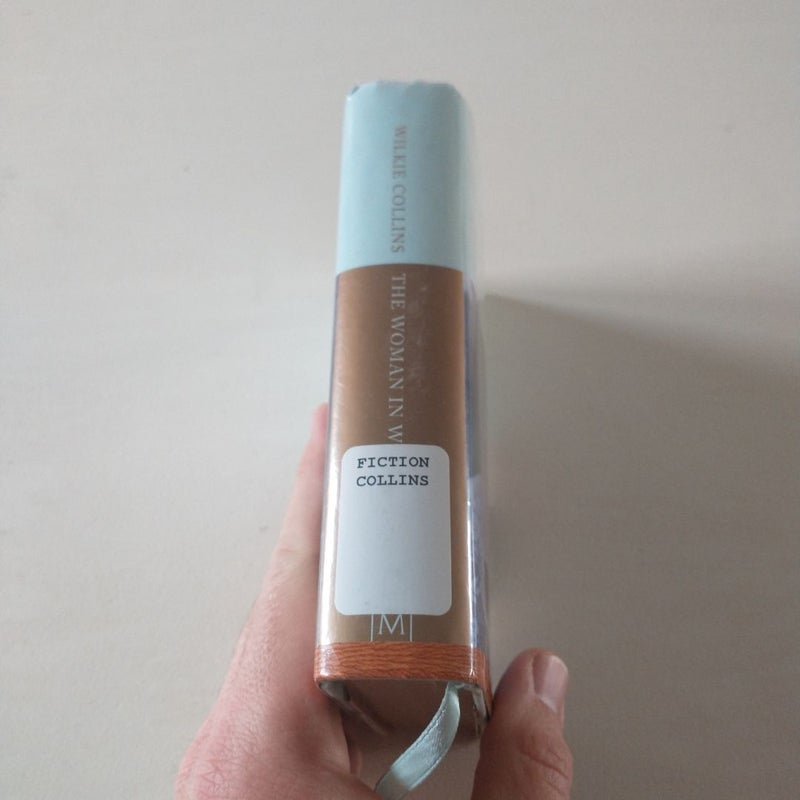 WILKIE COLLINS
THE WOMAN IN W
FICTION
COLLINS
M